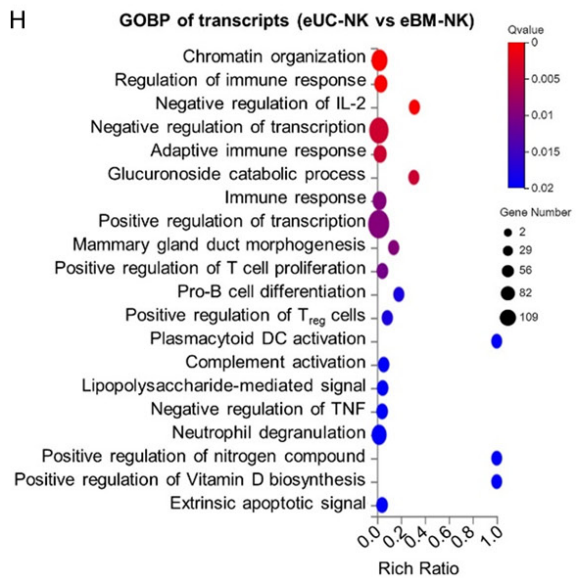 H
GOBP of transcripts (eUC-NK vs eBM-NK)
Chromatin organization
Regulation of immune response
Negative regulation of IL-2
Negative regulation of transcription
Adaptive immune response
Glucuronoside catabolic process
Immune response
Positive regulation of transcription
Mammary gland duct morphogenesis
Positive regulation of T cell proliferation
Pro-B cell differentiation
Positive regulation of Treg cells
Plasmacytoid DC activation
Complement activation
Lipopolysaccharide-mediated signal
Negative regulation of TNF
Neutrophil degranulation
Positive regulation of nitrogen compound
Positive regulation of Vitamin D biosynthesis
Extrinsic apoptotic signal
0.0 0.2 0.4 0.6 0.8 1.0
Rich Ratio
Qvalue
0
0.005
0.01
0.015
0.02
Gene Number
2
29
56
82
109